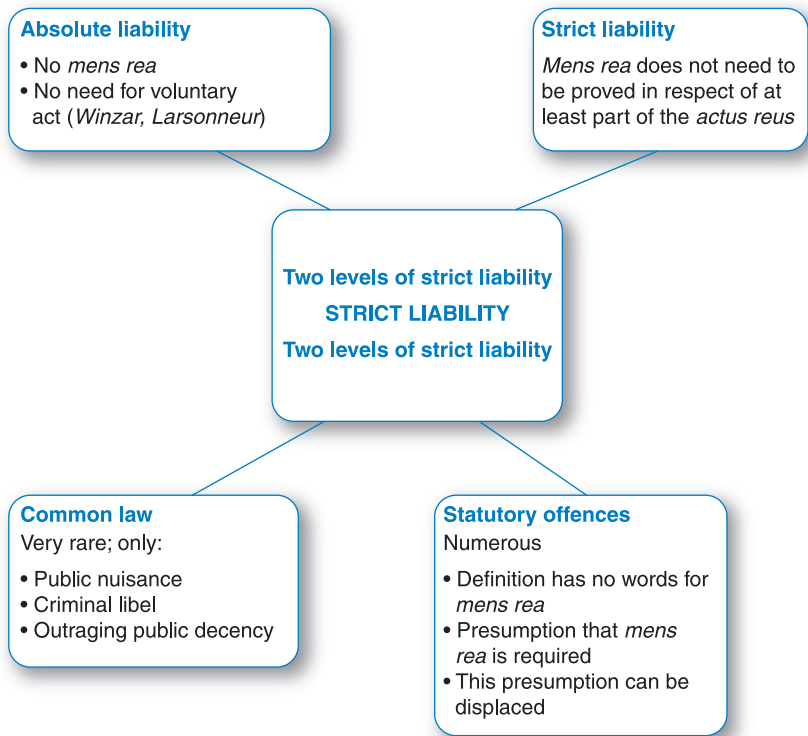 Absolute liability
• No mens rea
• No need for voluntary
act (Winzar, Larsonneur)
Strict liability
Mens rea does not need to
be proved in respect of at
least part of the actus reus
Two levels of strict liability
STRICT LIABILITY
Two levels of strict liability
Common law
Very rare; only:
• Public nuisance
• Criminal libel
• Outraging public decency
Statutory offences
Numerous
• Definition has no words for
mens rea
• Presumption that mens
rea is required
• This presumption can be
displaced